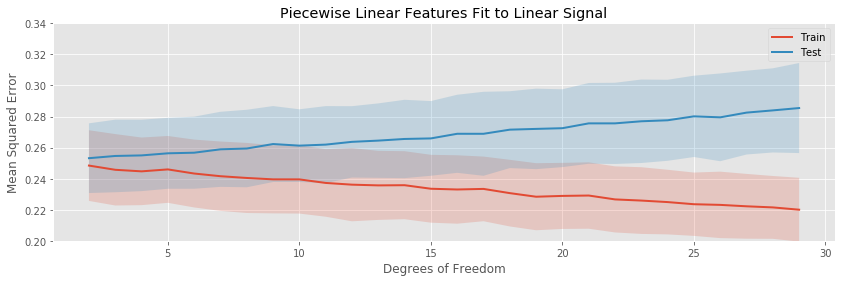 Piecewise Linear Features Fit to Linear Signal
Mean Squared Error
0.34
0.32
0.30
0.28
0.26
0.24
0.22
0.20
Train
Test
5 10 15 20 25 30
Degrees of Freedom